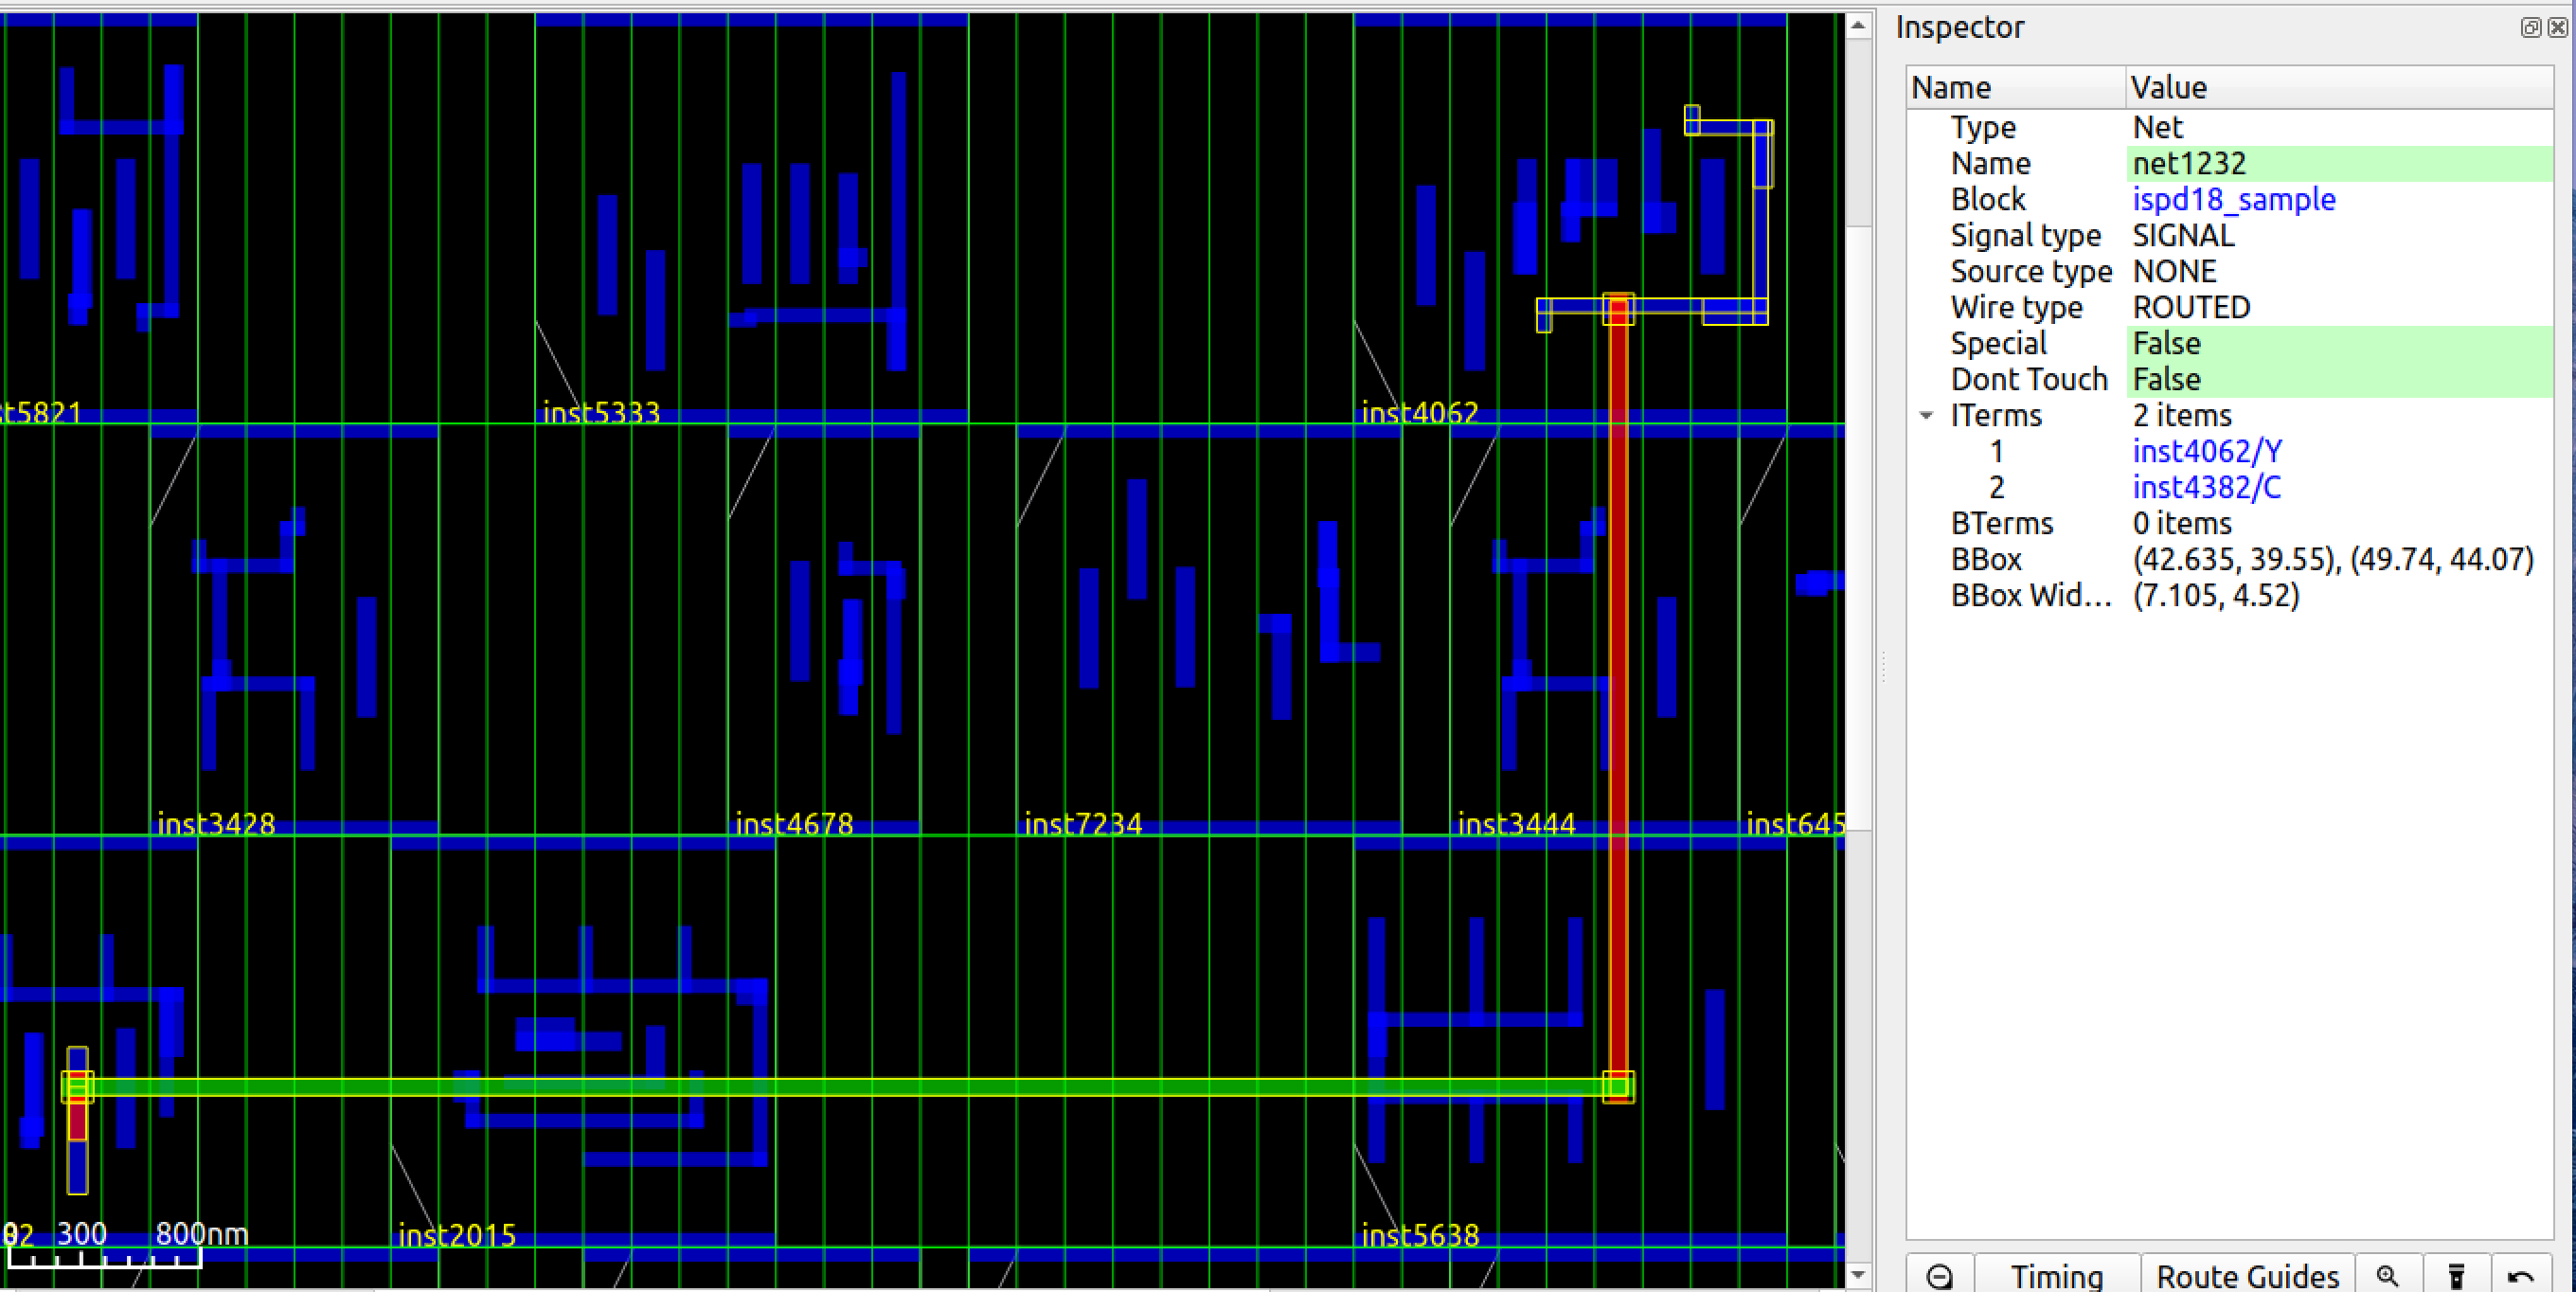 Inspector
Name Value
Type Net
Name net1232
Block ispd18_sample
Signal type SIGNAL
Source type NONE
Wire type ROUTED
Special False
Dont Touch False
ITerms 2 items
1 inst4062/Y
2 inst4382/C
BTerms 0 items
BBox (42.635, 39.55), (49.74, 44.07)
BBox Wid... (7.105, 4.52)
t5821 inst5333 inst4062
inst3428 inst4678 inst7234 inst3444 inst645
300 800nm inst2015 inst5638
Timing Route Guides